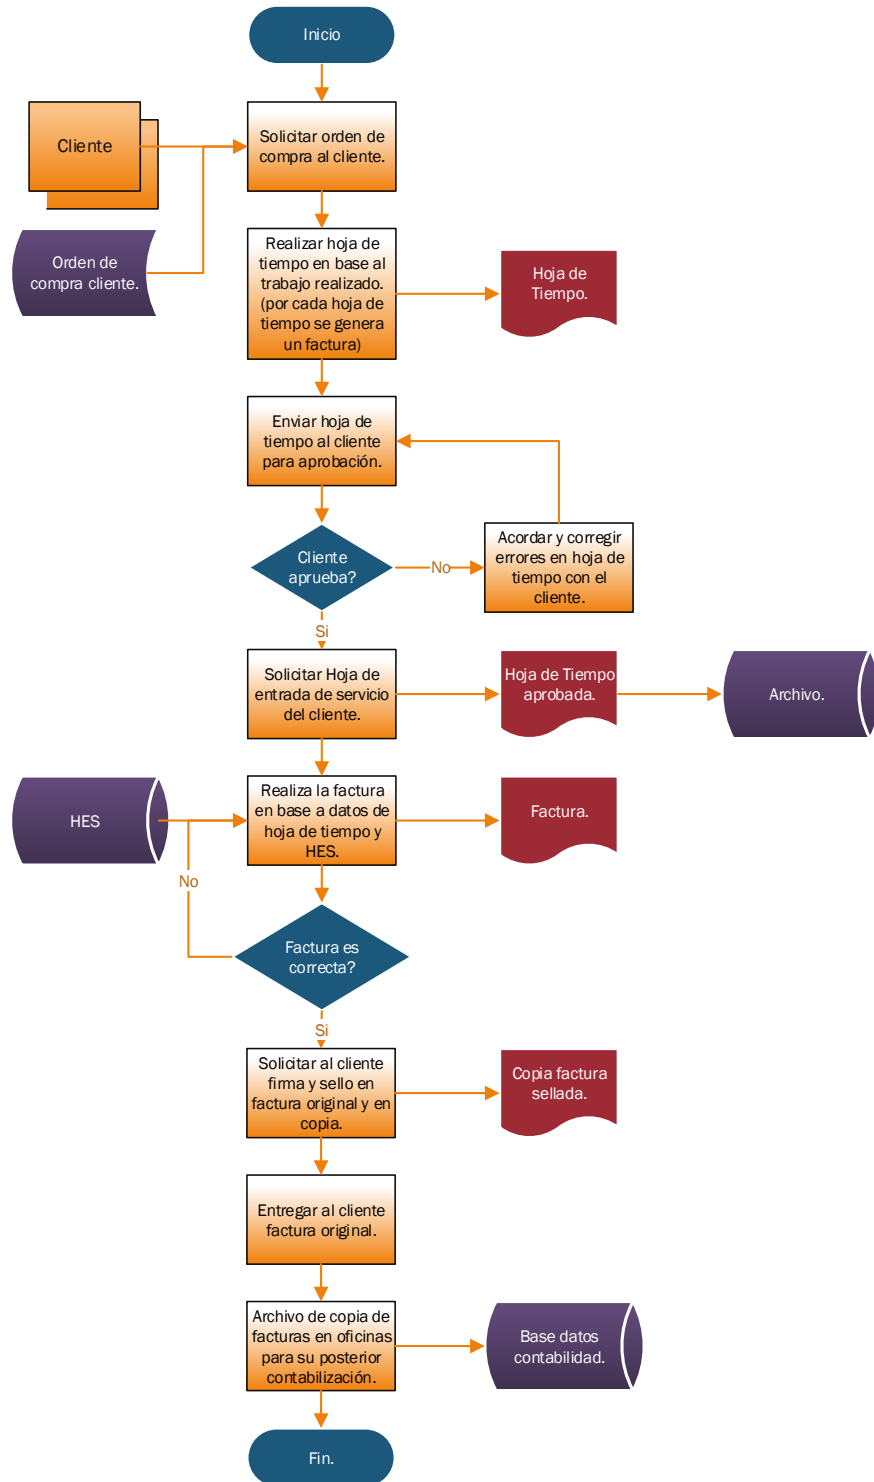 Inicio
Cliente
Solicitar orden de
compra al cliente.
Orden de
compra cliente.
Realizar hoja de
tiempo en base al
trabajo realizado.
(por cada hoja de
tiempo se genera
un factura)
Hoja de
Tiempo.
Enviar hoja de
tiempo al cliente
para aprobación.
Cliente
aprueba?
No
Acordar y corregir
errores en hoja de
tiempo con el
cliente.
Si
Solicitar Hoja de
entrada de servicio
del cliente.
Hoja de Tiempo
aprobada.
Archivo.
HES
Realiza la factura
en base a datos de
hoja de tiempo y
HES.
Factura.
No
Factura es
correcta?
Si
Solicitar al cliente
firma y sello en
factura original y en
copia.
Copia factura
sellada.
Entregar al cliente
factura original.
Archivo de copia de
facturas en oficinas
para su posterior
contabilización.
Base datos
contabilidad.
Fin.